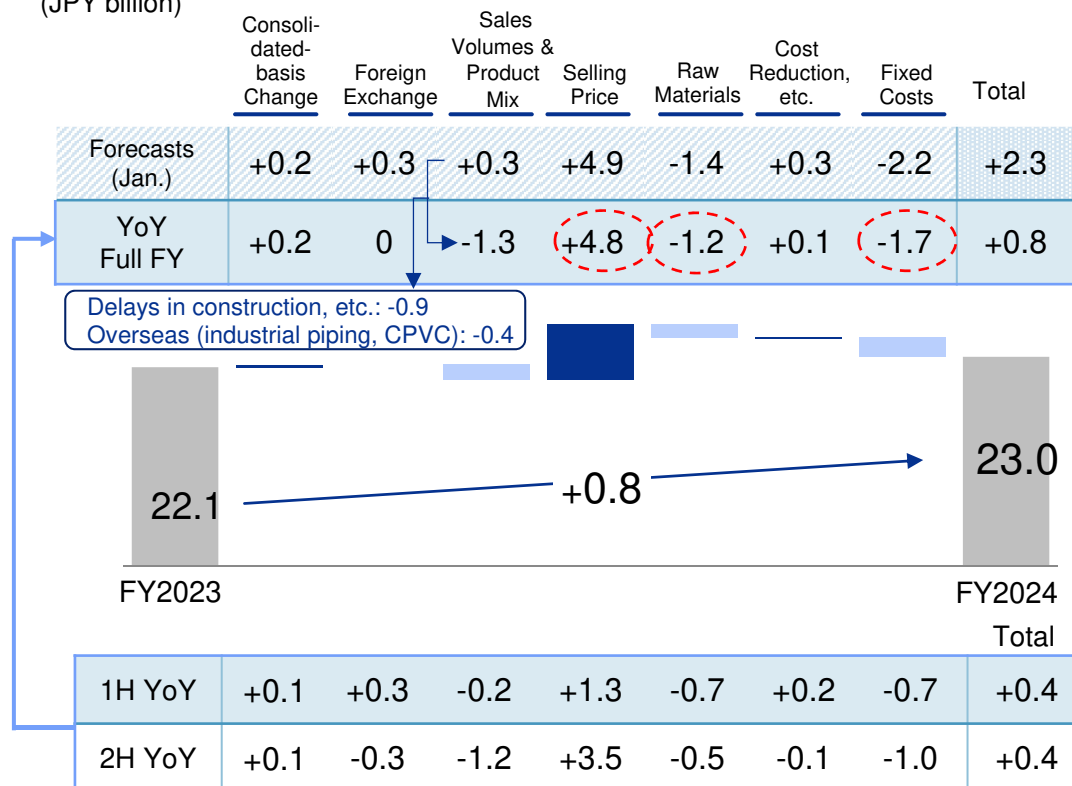 (JPY billion)
Consoli-
dated-
basis
Change
Foreign
Exchange
Sales
Volumes &
Product
Mix
Selling
Price
Raw
Materials
Cost
Reduction,
etc.
Fixed
Costs
Total
Forecasts
(Jan.)
+0.2 +0.3 +0.3 +4.9 -1.4 +0.3 -2.2 +2.3
YoY
Full FY
+0.2 0 -1.3 +4.8 -1.2 +0.1 -1.7 +0.8
Delays in construction, etc.: -0.9
Overseas (industrial piping, CPVC): -0.4
22.1
+0.8
23.0
FY2023
FY2024
Total
1H YoY +0.1 +0.3 -0.2 +1.3 -0.7 +0.2 -0.7 +0.4
2H YoY +0.1 -0.3 -1.2 +3.5 -0.5 -0.1 -1.0 +0.4